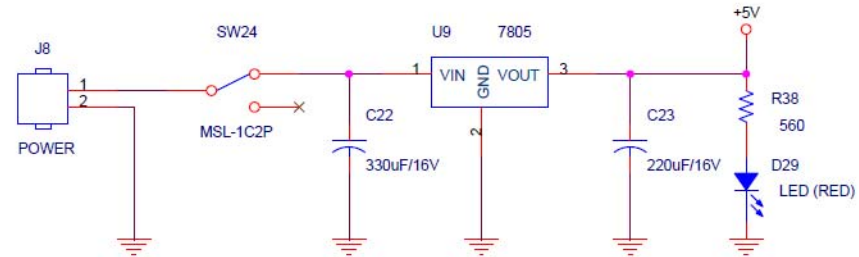 +5V
SW24
U9
7805
J8
1
2
1
VIN
GND
VOUT
3
2
C22
C23
R38
560
POWER
MSL-1C2P
330uF/16V
220uF/16V
D29
LED (RED)